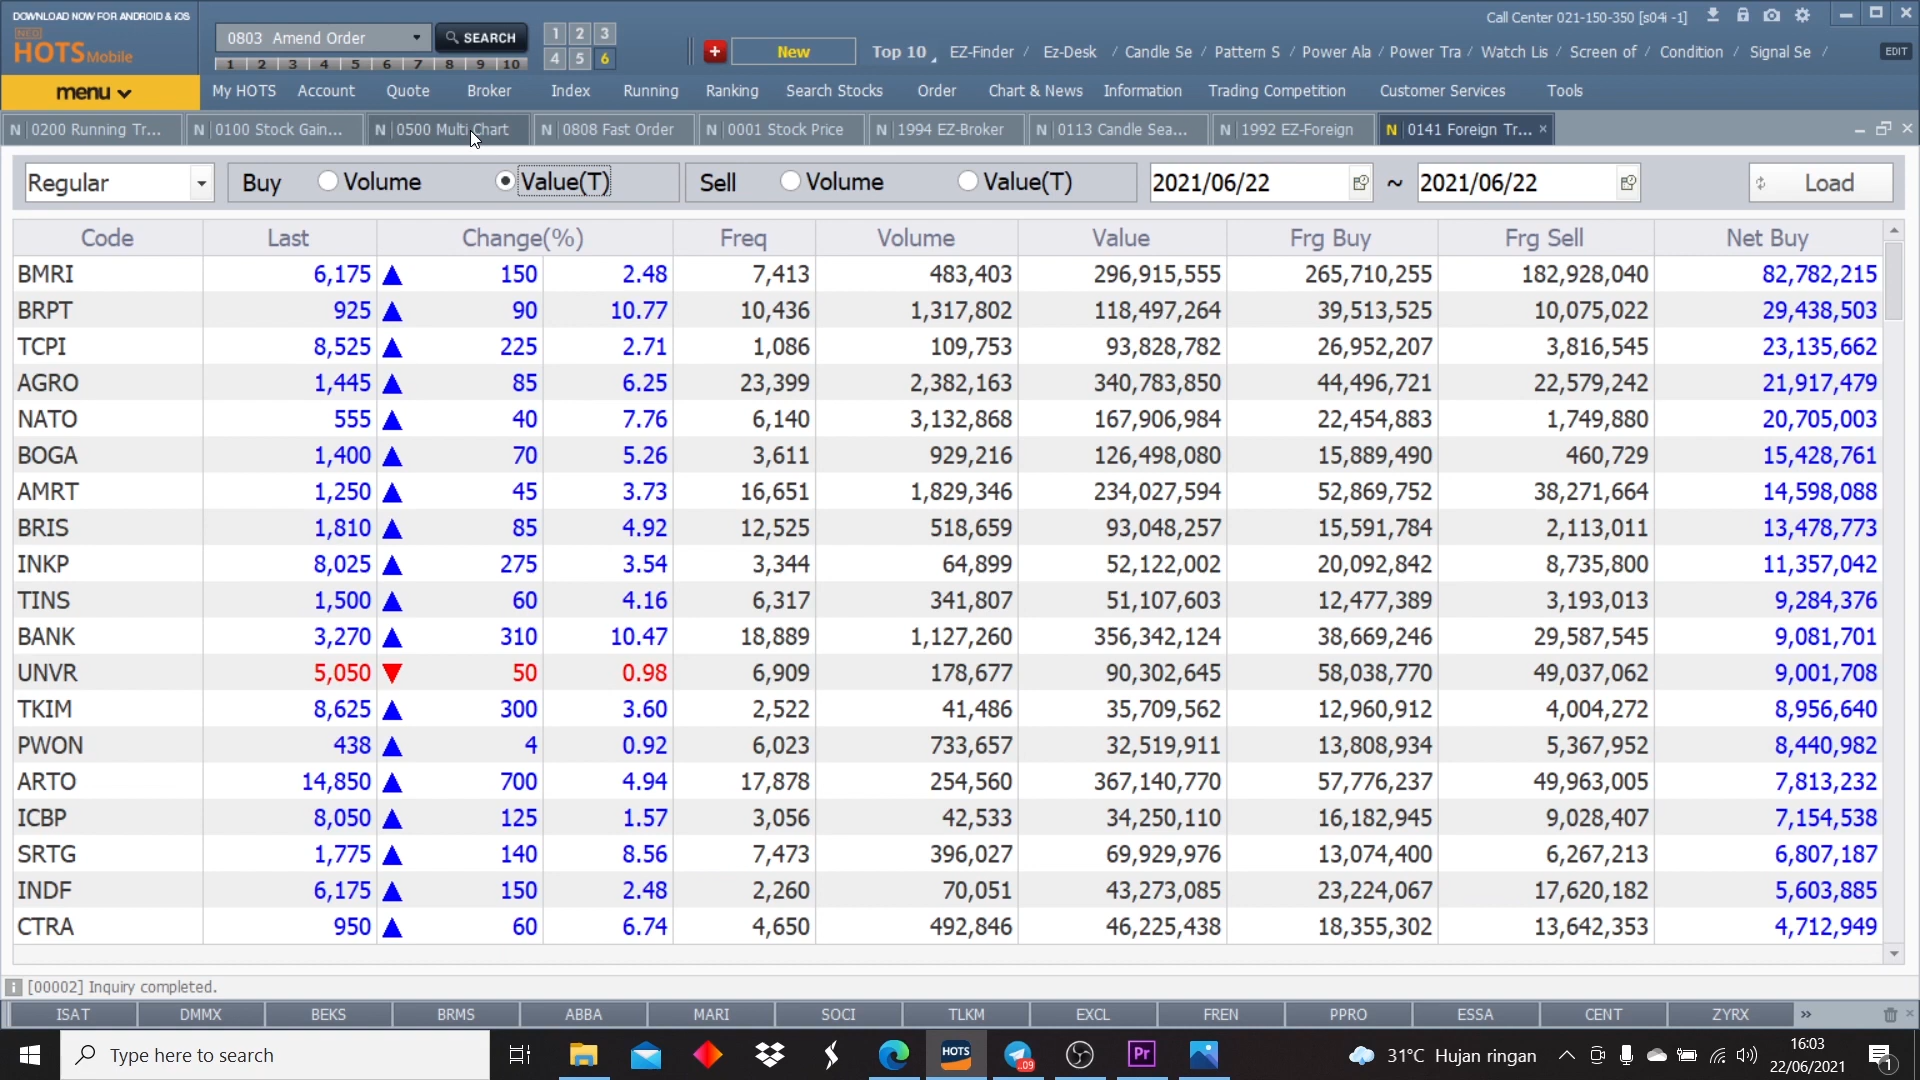 DOWNLOAD NOW FOR ANDROID & iOS
NEO
HOTS Mobile
0803 Amend Order
SEARCH
1 2 3
4 5 6
1 2 3 4 5 6 7 8 9 10
New
Top 10
EZ-Finder / Ez-Desk / Candle Se / Pattern S / Power Ala / Power Tra / Watch Lis / Screen of / Condition / Signal Se /
EDIT
Call Center 021-150-350 [s04i -1]
menu
My HOTS Account Quote Broker Index Running Ranking Search Stocks Order Chart & News Information Trading Competition Customer Services Tools
N 0200 Running Tr... N 0100 Stock Gain... N 0500 Multi Chart N 0808 Fast Order N 0001 Stock Price N 1994 EZ-Broker N 0113 Candle Sea... N 1992 EZ-Foreign N 0141 Foreign Tr...
Regular Buy Volume Value(T) Sell Volume Value(T) 2021/06/22 ~ 2021/06/22 Load
Code Last Change(%) Freq Volume Value Frg Buy Frg Sell Net Buy
BMRI 6,175 ▲ 150 2.48 7,413 483,403 296,915,555 265,710,255 182,928,040 82,782,215
BRPT 925 ▲ 90 10.77 10,436 1,317,802 118,497,264 39,513,525 10,075,022 29,438,503
TCPI 8,525 ▲ 225 2.71 1,086 109,753 93,828,782 26,952,207 3,816,545 23,135,662
AGRO 1,445 ▲ 85 6.25 23,399 2,382,163 340,783,850 44,496,721 22,579,242 21,917,479
NATO 555 ▲ 40 7.76 6,140 3,132,868 167,906,984 22,454,883 1,749,880 20,705,003
BOGA 1,400 ▲ 70 5.26 3,611 929,216 126,498,080 15,889,490 460,729 15,428,761
AMRT 1,250 ▲ 45 3.73 16,651 1,829,346 234,027,594 52,869,752 38,271,664 14,598,088
BRIS 1,810 ▲ 85 4.92 12,525 518,659 93,048,257 15,591,784 2,113,011 13,478,773
INKP 8,025 ▲ 275 3.54 3,344 64,899 52,122,002 20,092,842 8,735,800 11,357,042
TINS 1,500 ▲ 60 4.16 6,317 341,807 51,107,603 12,477,389 3,193,013 9,284,376
BANK 3,270 ▲ 310 10.47 18,889 1,127,260 356,342,124 38,669,246 29,587,545 9,081,701
UNVR 5,050 ▼ 50 0.98 6,909 178,677 90,302,645 58,038,770 49,037,062 9,001,708
TKIM 8,625 ▲ 300 3.60 2,522 41,486 35,709,562 12,960,912 4,004,272 8,956,640
PWON 438 ▲ 4 0.92 6,023 733,657 32,519,911 13,808,934 5,367,952 8,440,982
ARTO 14,850 ▲ 700 4.94 17,878 254,560 367,140,770 57,776,237 49,963,005 7,813,232
ICBP 8,050 ▲ 125 1.57 3,056 42,533 34,250,110 16,182,945 9,028,407 7,154,538
SRTG 1,775 ▲ 140 8.56 7,473 396,027 69,929,976 13,074,400 6,267,213 6,807,187
INDF 6,175 ▲ 150 2.48 2,260 70,051 43,273,085 23,224,067 17,620,182 5,603,885
CTRA 950 ▲ 60 6.74 4,650 492,846 46,225,438 18,355,302 13,642,353 4,712,949
[00002] Inquiry completed.
ISAT DMMX BEKS BRMS ABBA MARI SOCI TLKM EXCL FREN PPRO ESSA CENT ZYRX »
Type here to search
HOTS
..09
Pr
31°C Hujan ringan
16:03
22/06/2021
1